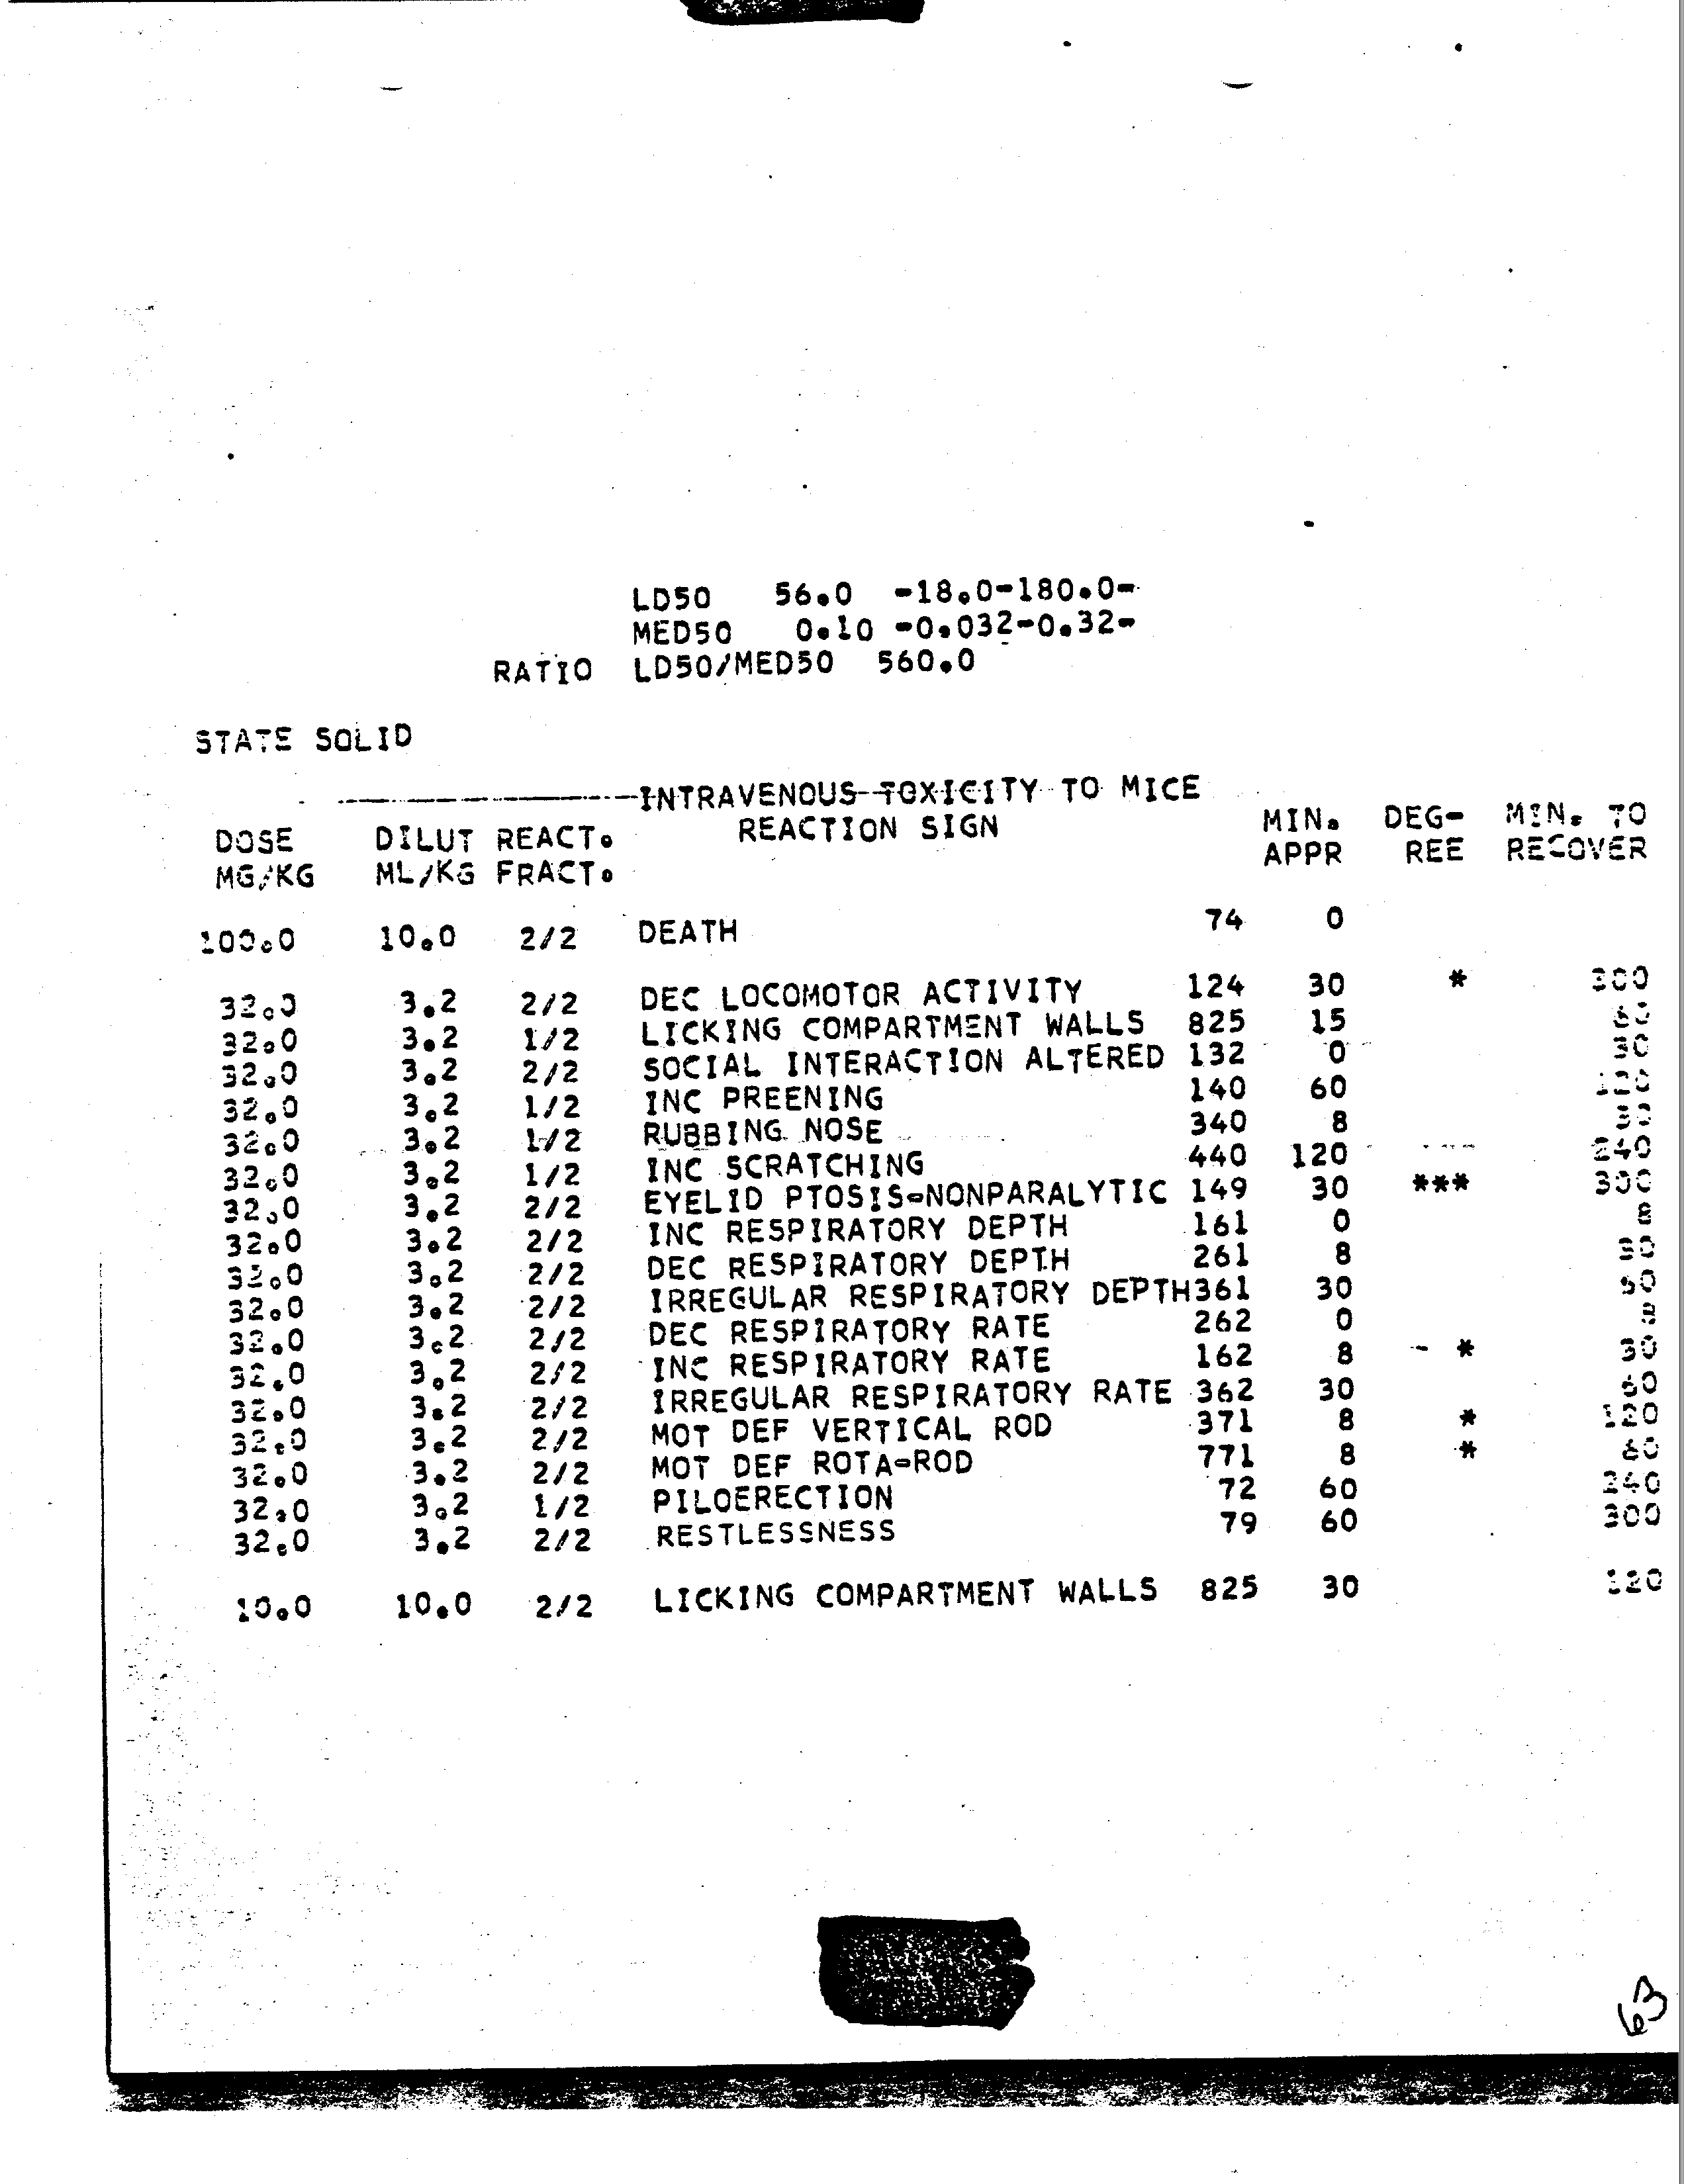 LD50 56.0 -18.0-180.0-
MED50 0.10 -0.032-0.32-
RATIO LD50/MED50 560.0
STATE SOLID
INTRAVENOUS TOXICITY TO MICE
DOSE DILUT REACT. REACTION SIGN MIN. DEG- MIN. TO
MG/KG ML/KG FRACT. APPR REE RECOVER
100.0 10.0 2/2 DEATH 74 0
32.0 3.2 2/2 DEC LOCOMOTOR ACTIVITY 124 30 * 300
32.0 3.2 1/2 LICKING COMPARTMENT WALLS 825 15 60
32.0 3.2 2/2 SOCIAL INTERACTION ALTERED 132 0 30
32.0 3.2 1/2 INC PREENING 140 60
32.0 3.2 1/2 RUBBING NOSE 340 8
32.0 3.2 1/2 INC SCRATCHING 440 120 240
32.0 3.2 2/2 EYELID PTOSIS-NONPARALYTIC 149 30 *** 300
32.0 3.2 2/2 INC RESPIRATORY DEPTH 161 0 8
32.0 3.2 2/2 DEC RESPIRATORY DEPTH 261 8 30
32.0 3.2 2/2 IRREGULAR RESPIRATORY DEPTH361 30 60
32.0 3.2 2/2 DEC RESPIRATORY RATE 262 0 8
32.0 3.2 2/2 INC RESPIRATORY RATE 162 8 - * 30
32.0 3.2 2/2 IRREGULAR RESPIRATORY RATE 362 30 60
32.0 3.2 2/2 MOT DEF VERTICAL ROD 371 8 * 120
32.0 3.2 2/2 MOT DEF ROTA-ROD 771 8 * 60
32.0 3.2 1/2 PILOERECTION 72 60 240
32.0 3.2 2/2 RESTLESSNESS 79 60 300
10.0 10.0 2/2 LICKING COMPARTMENT WALLS 825 30 120
63